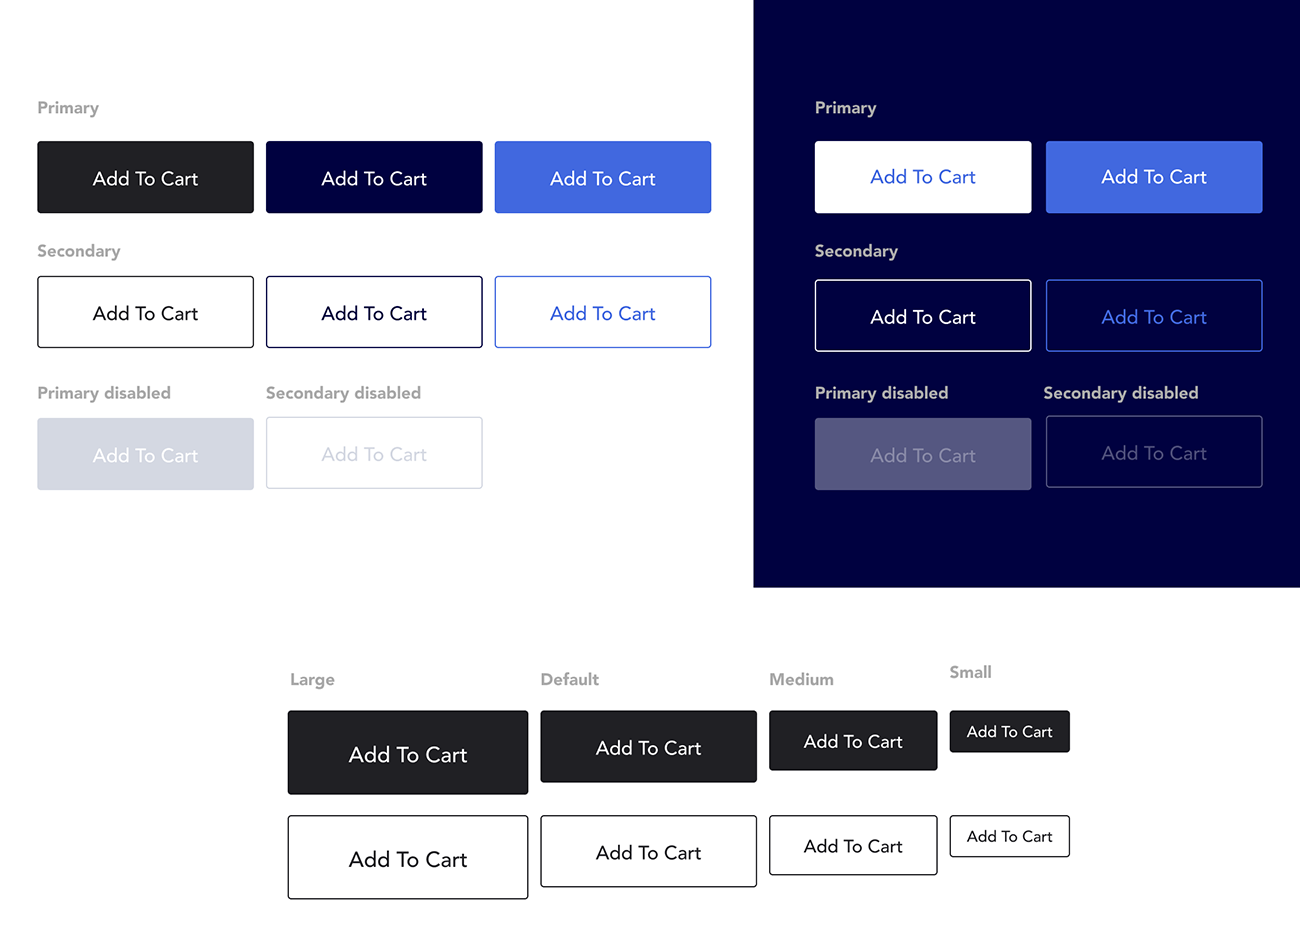 Primary
Add To Cart Add To Cart Add To Cart
Secondary
Add To Cart Add To Cart Add To Cart
Primary disabled Secondary disabled
Add To Cart Add To Cart
Primary
Add To Cart Add To Cart
Secondary
Add To Cart Add To Cart
Primary disabled Secondary disabled
Add To Cart Add To Cart
Large Default Medium Small
Add To Cart Add To Cart Add To Cart Add To Cart
Add To Cart Add To Cart Add To Cart Add To Cart